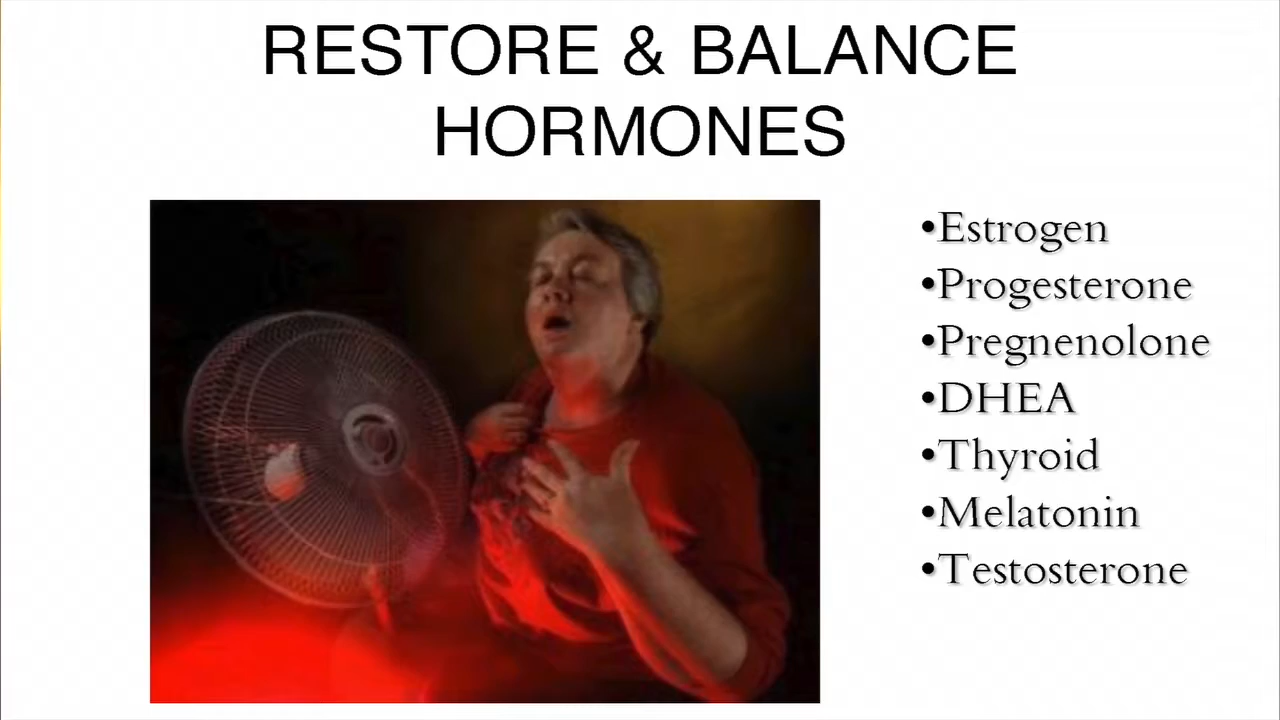 RESTORE & BALANCE
HORMONES
•Estrogen
•Progesterone
•Pregnenolone
•DHEA
•Thyroid
•Melatonin
•Testosterone